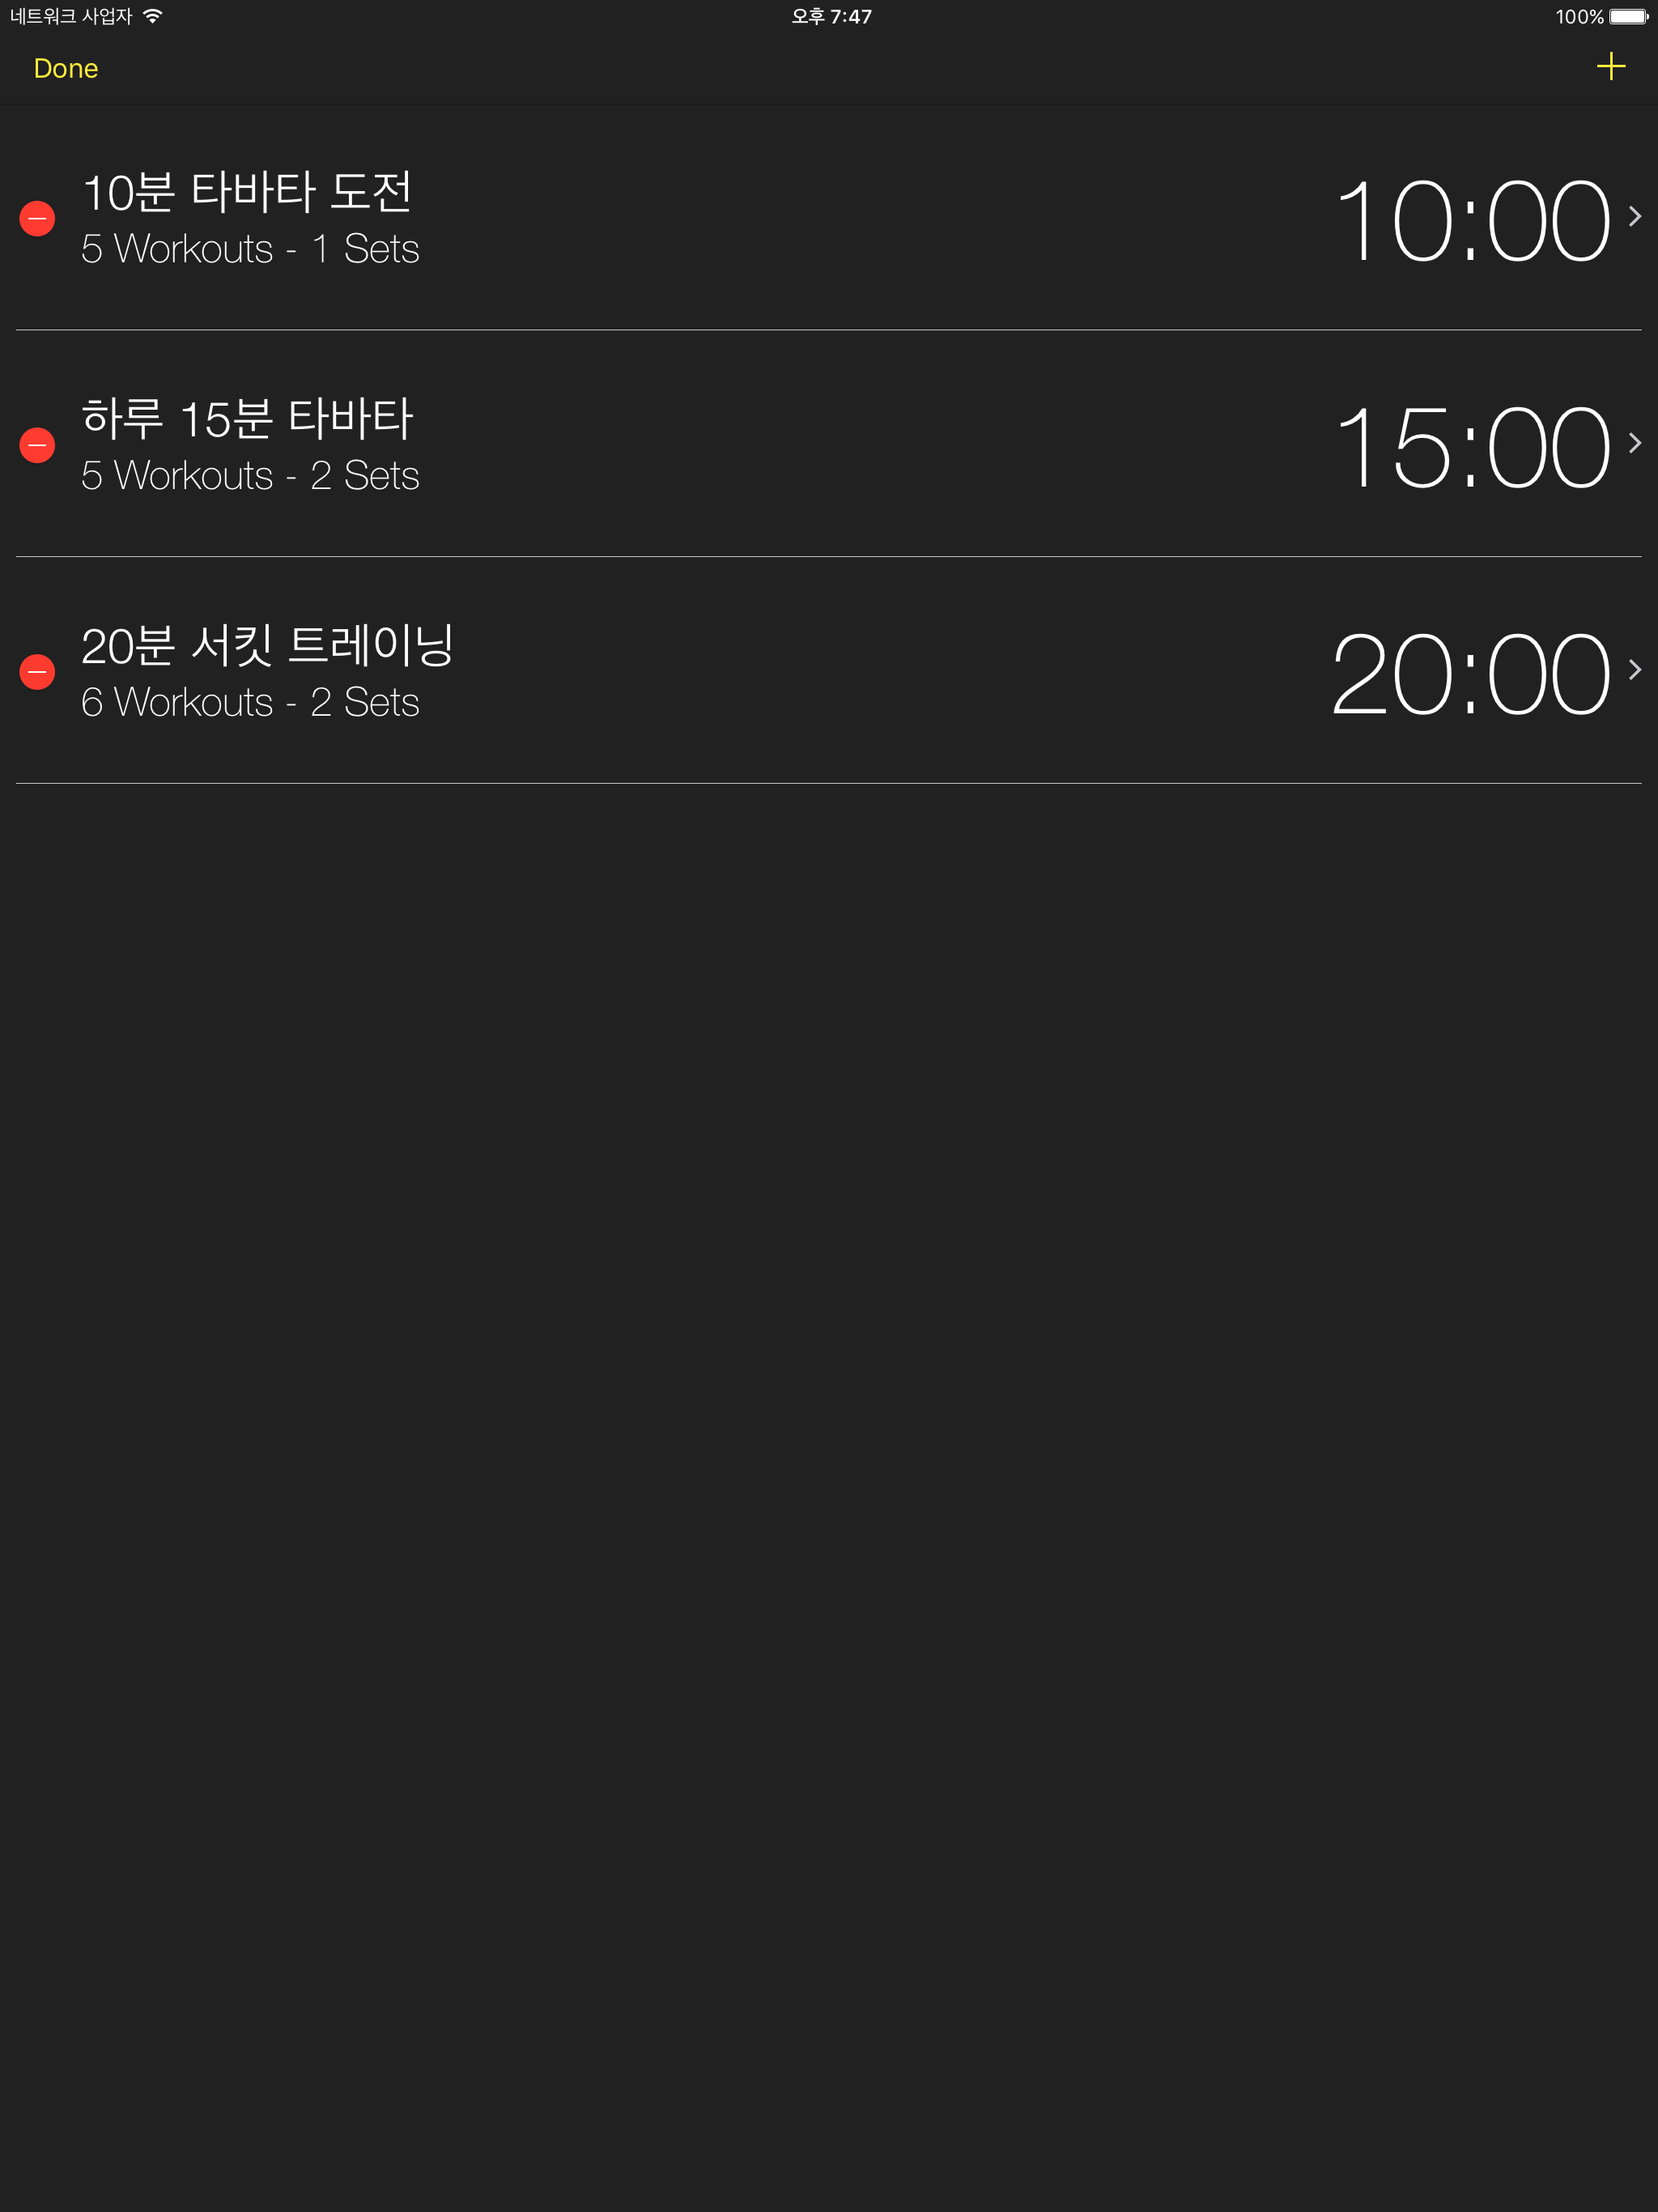 네트워크 사업자
오후 7:47
100%
Done
10분 타바타 도전
5 Workouts - 1 Sets
10:00
하루 15분 타바타
5 Workouts - 2 Sets
15:00
20분 서킷 트레이닝
6 Workouts - 2 Sets
20:00